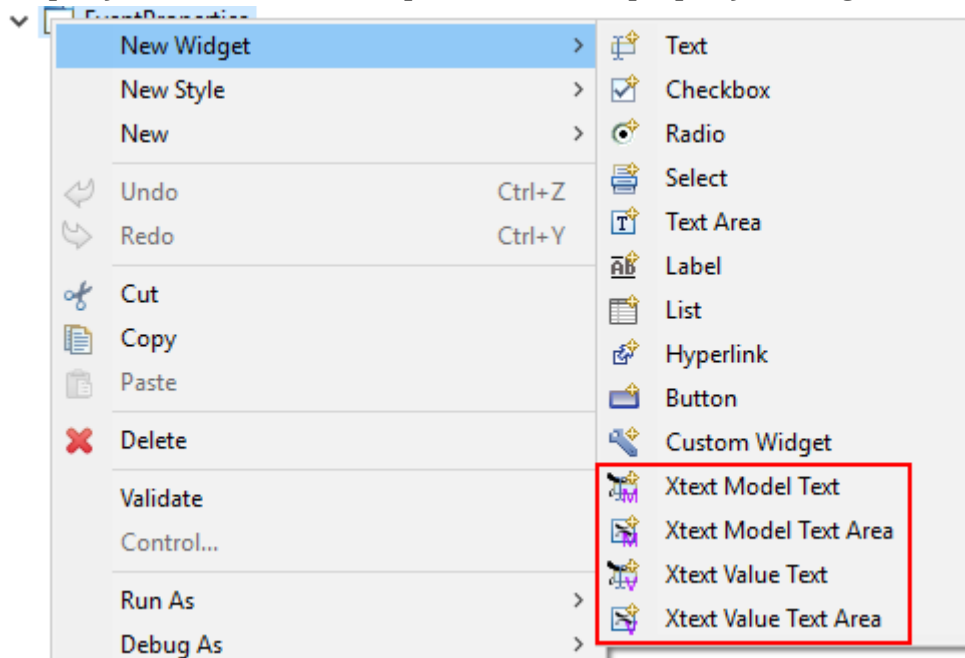 EventProperties
New Widget
New Style
New
Undo Ctrl+Z
Redo Ctrl+Y
Cut
Copy
Paste
Delete
Validate
Control...
Run As
Debug As
Text
Checkbox
Radio
Select
Text Area
Label
List
Hyperlink
Button
Custom Widget
Xtext Model Text
Xtext Model Text Area
Xtext Value Text
Xtext Value Text Area